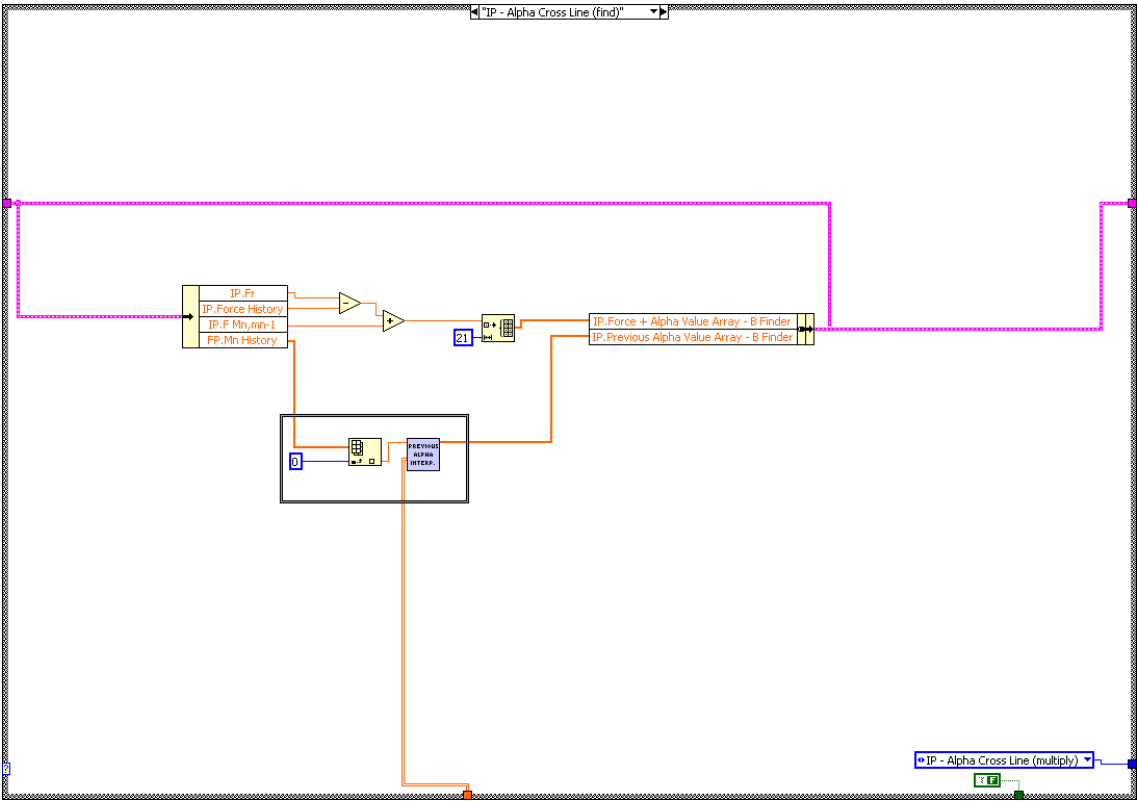 "IP - Alpha Cross Line (find)"
IP.Fr
IP.Force History
IP.F Mn,mn-1
FP.Mn History
-
+
21
IP.Force + Alpha Value Array - B Finder
IP.Previous Alpha Value Array - B Finder
0
PREVIOUS
ALPHA
INTERP.
?
IP - Alpha Cross Line (multiply)
? F